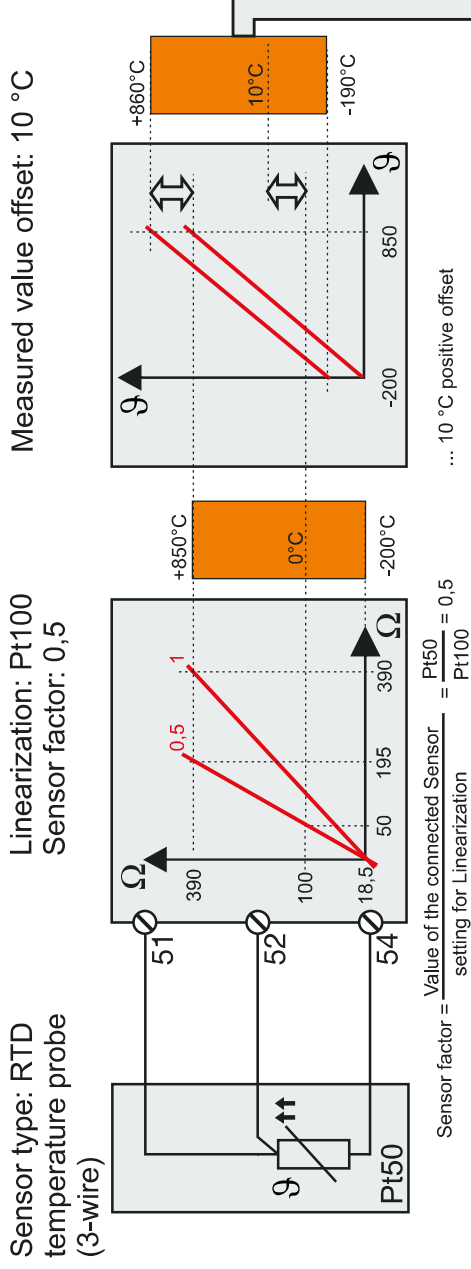 Sensor type: RTD
temperature probe
(3-wire)
Linearization: Pt100
Sensor factor: 0,5
Measured value offset: 10 °C
ϑ
Pt50
51
52
54
Ω
390
100
18,5
0,5
1
50
195
390
Ω
+850°C
0°C
-200°C
ϑ
-200
850
ϑ
+860°C
10°C
-190°C
Sensor factor = Value of the connected Sensor = Pt50 = 0,5
setting for Linearization Pt100
... 10 °C positive offset